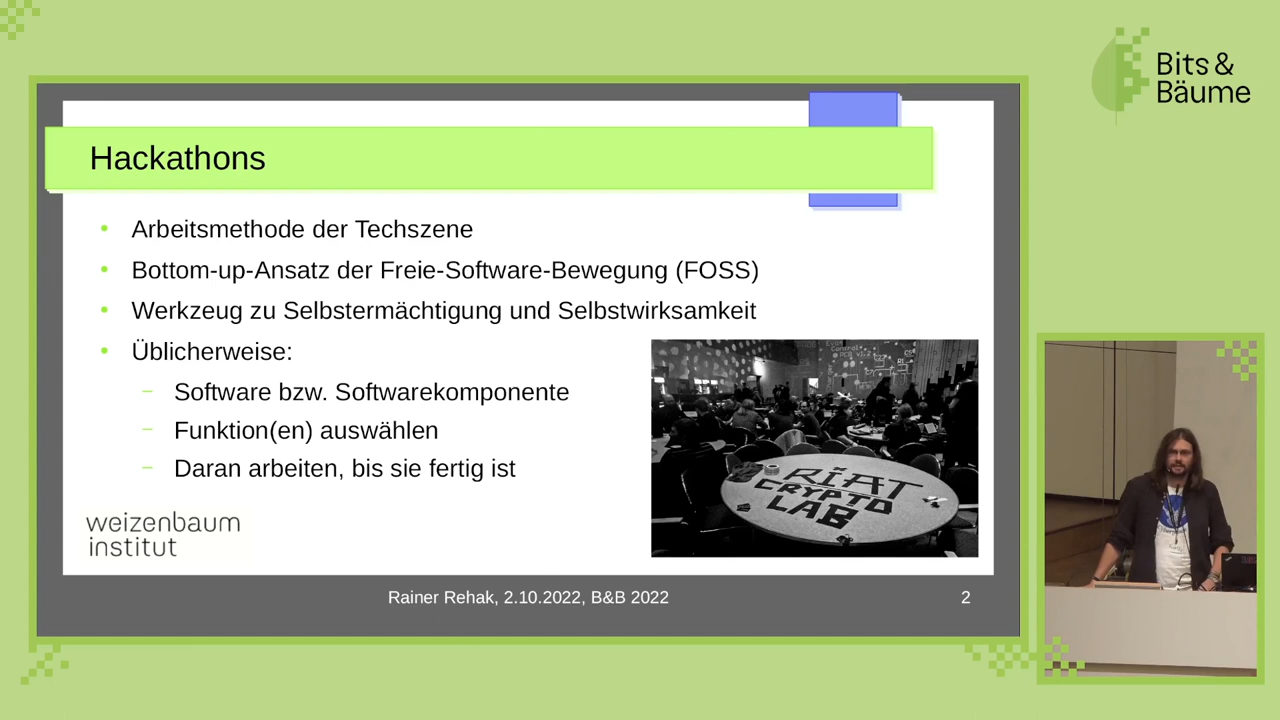 Bits &
Bäume
Hackathons
Arbeitsmethode der Techszene
Bottom-up-Ansatz der Freie-Software-Bewegung (FOSS)
Werkzeug zu Selbstermächtigung und Selbstwirksamkeit
Üblicherweise:
Software bzw. Softwarekomponente
Funktion(en) auswählen
Daran arbeiten, bis sie fertig ist
RIAT
CRYPTO
LAB
weizenbaum
institut
Rainer Rehak, 2.10.2022, B&B 2022
2